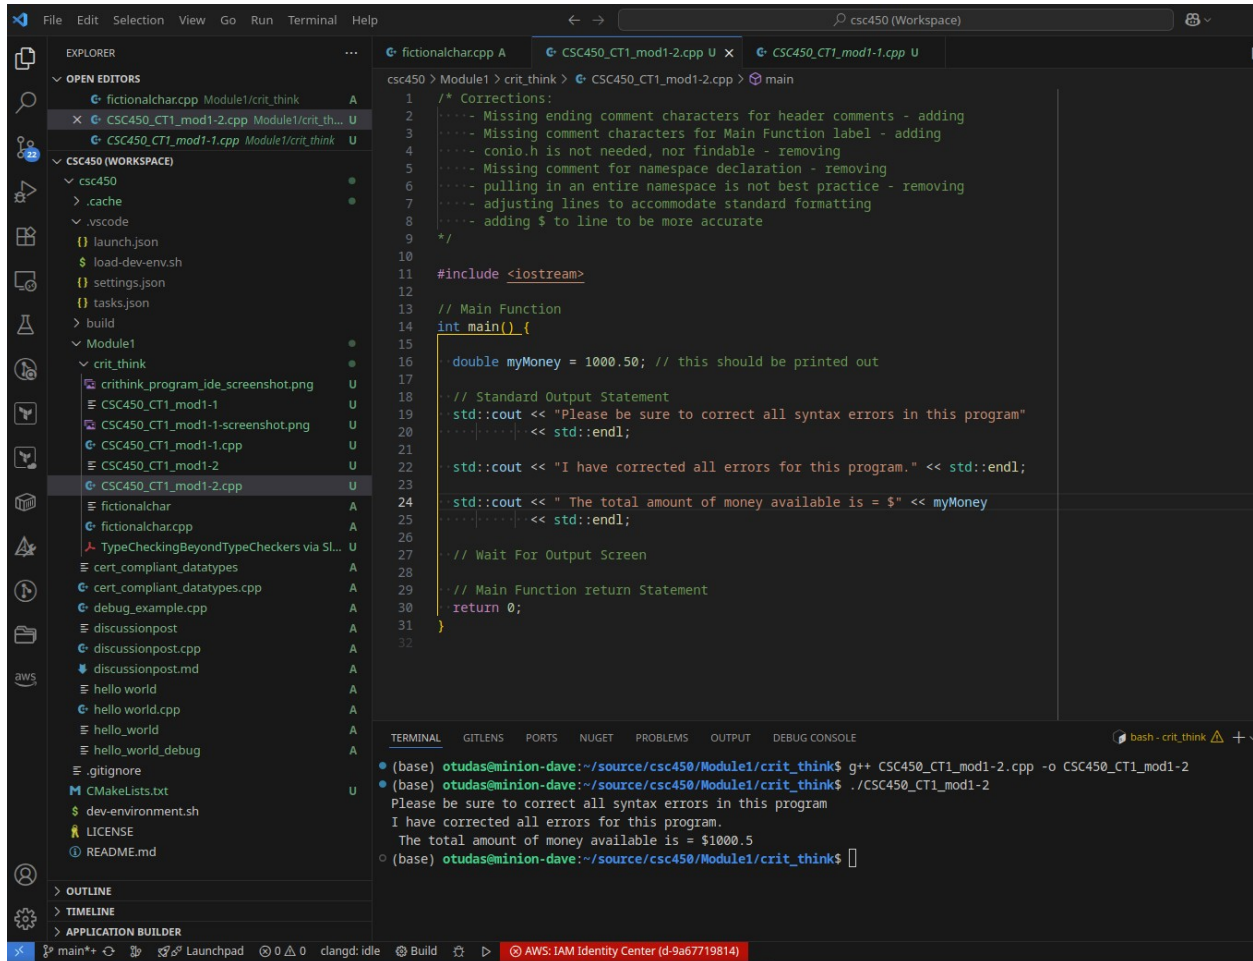 File Edit Selection View Go Run Terminal Help
csc450 (Workspace)
EXPLORER
OPEN EDITORS
fictionalchar.cpp Module1/crit_think A
CSC450_CT1_mod1-2.cpp Module1/crit_th... U
CSC450_CT1_mod1-1.cpp Module1/crit_think U
CSC450 (WORKSPACE)
csc450
.cache
.vscode
launch.json
load-dev-env.sh
settings.json
tasks.json
build
Module1
crit_think
crithink_program_ide_screenshot.png U
CSC450_CT1_mod1-1 U
CSC450_CT1_mod1-1-screenshot.png U
CSC450_CT1_mod1-1.cpp U
CSC450_CT1_mod1-2 U
CSC450_CT1_mod1-2.cpp U
fictionalchar A
fictionalchar.cpp A
TypeCheckingBeyondTypeCheckers via Sl... U
cert_compliant_datatypes A
cert_compliant_datatypes.cpp A
debug_example.cpp A
discussionpost A
discussionpost.cpp A
discussionpost.md A
hello world A
hello world.cpp A
hello_world A
hello_world_debug A
.gitignore
CMakeLists.txt U
dev-environment.sh
LICENSE
README.md
OUTLINE
TIMELINE
APPLICATION BUILDER
22
aws
fictionalchar.cpp A CSC450_CT1_mod1-2.cpp U CSC450_CT1_mod1-1.cpp U
csc450 > Module1 > crit_think > CSC450_CT1_mod1-2.cpp > main
1 /* Corrections:
2 - Missing ending comment characters for header comments - adding
3 - Missing comment characters for Main Function label - adding
4 - conio.h is not needed, nor findable - removing
5 - Missing comment for namespace declaration - removing
6 - pulling in an entire namespace is not best practice - removing
7 - adjusting lines to accommodate standard formatting
8 - adding $ to line to be more accurate
9 */
10
11 #include <iostream>
12
13 // Main Function
14 int main() {
15
16 double myMoney = 1000.50; // this should be printed out
17
18 // Standard Output Statement
19 std::cout << "Please be sure to correct all syntax errors in this program"
20 << std::endl;
21
22 std::cout << "I have corrected all errors for this program." << std::endl;
23
24 std::cout << " The total amount of money available is = $" << myMoney
25 << std::endl;
26
27 // Wait For Output Screen
28
29 // Main Function return Statement
30 return 0;
31 }
32
TERMINAL GITLENS PORTS NUGET PROBLEMS OUTPUT DEBUG CONSOLE
bash - crit_think
(base) otudas@minion-dave:~/source/csc450/Module1/crit_think$ g++ CSC450_CT1_mod1-2.cpp -o CSC450_CT1_mod1-2
(base) otudas@minion-dave:~/source/csc450/Module1/crit_think$ ./CSC450_CT1_mod1-2
Please be sure to correct all syntax errors in this program
I have corrected all errors for this program.
 The total amount of money available is = $1000.5
(base) otudas@minion-dave:~/source/csc450/Module1/crit_think$
main*+ Launchpad 0 0 clangd: idle Build AWS: IAM Identity Center (d-9a67719814)